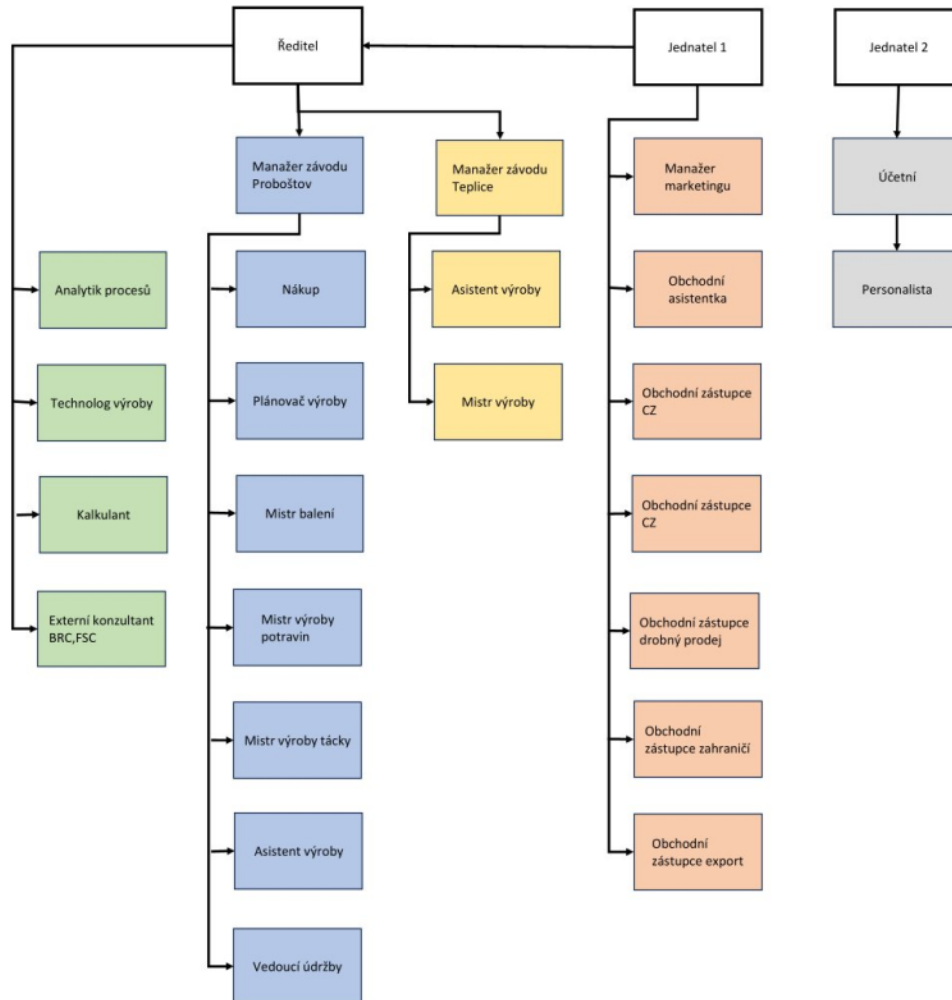 Ředitel
Jednatel 1
Jednatel 2
Manažer závodu
Proboštov
Manažer závodu
Teplice
Manažer
marketingu
Účetní
Analytik procesů
Nákup
Asistent výroby
Obchodní
asistentka
Personalista
Technolog výroby
Plánovač výroby
Mistr výroby
Obchodní zástupce
CZ
Kalkulant
Mistr balení
Obchodní zástupce
CZ
Externí konzultant
BRC,FSC
Mistr výroby
potravin
Obchodní zástupce
drobný prodej
Mistr výroby tácky
Obchodní
zástupce zahraničí
Asistent výroby
Obchodní
zástupce export
Vedoucí údržby